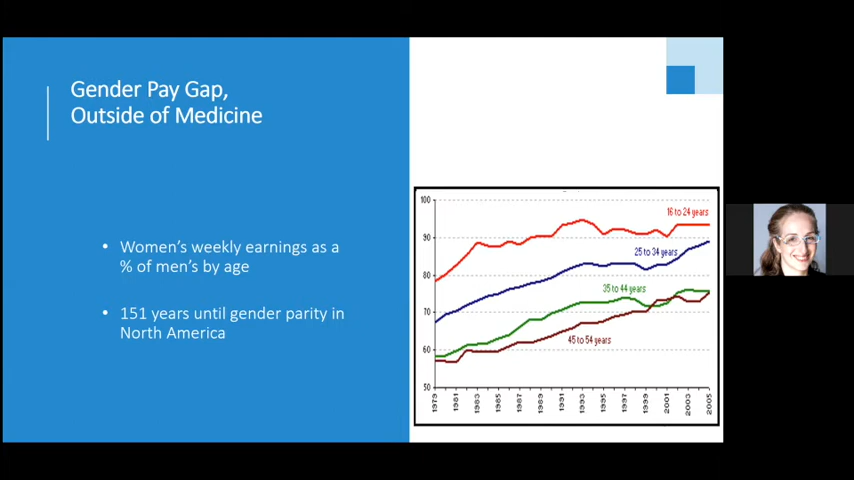 Gender Pay Gap,
Outside of Medicine
• Women's weekly earnings as a
% of men's by age
• 151 years until gender parity in
North America
100
90
80
70
60
50
16 to 24 years
25 to 34 years
35 to 44 years
45 to 54 years
1979
1981
1983
1985
1987
1989
1991
1993
1995
1997
1999
2001
2003
2005